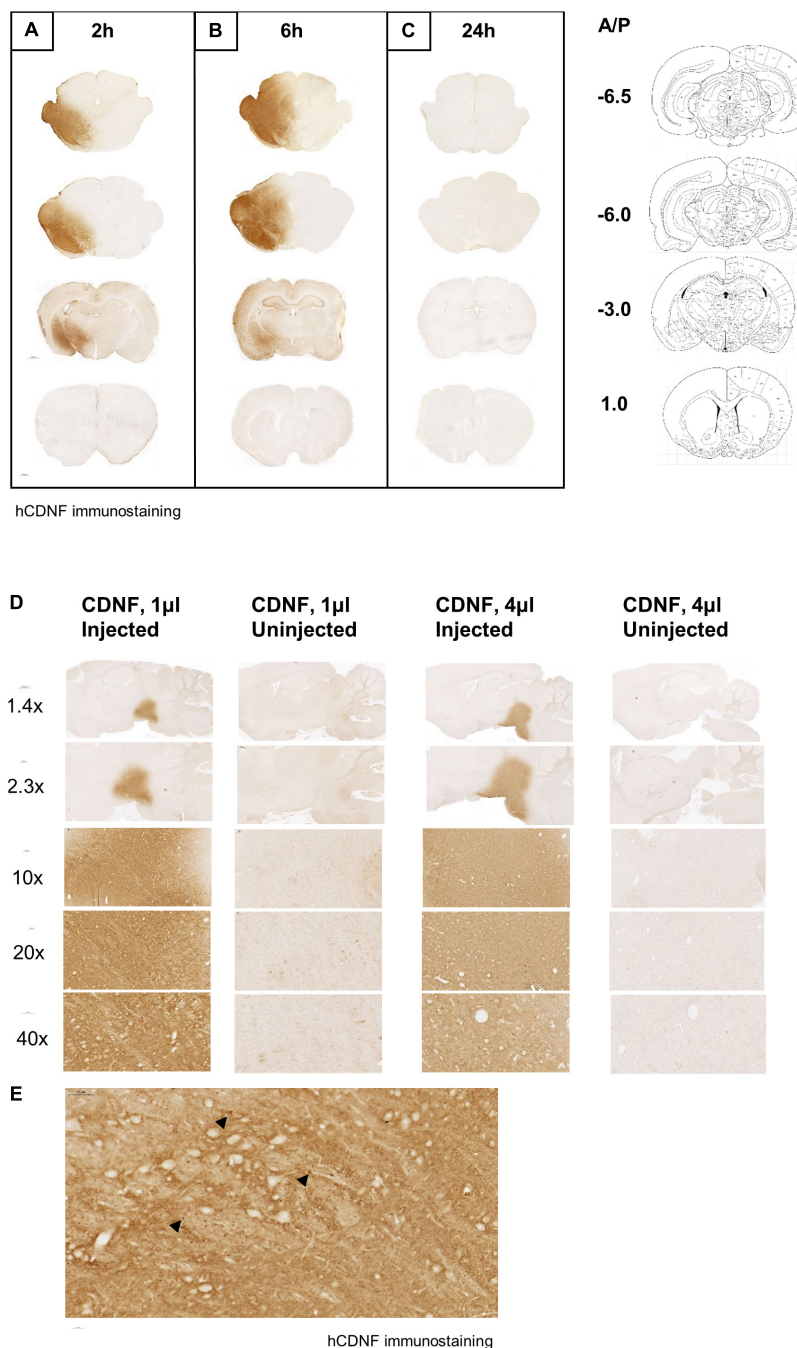 A 2h B 6h C 24h A/P
-6.5
-6.0
-3.0
1.0
hCDNF immunostaining
D CDNF, 1µl Injected CDNF, 1µl Uninjected CDNF, 4µl Injected CDNF, 4µl Uninjected
1.4x
2.3x
10x
20x
40x
E
hCDNF immunostaining